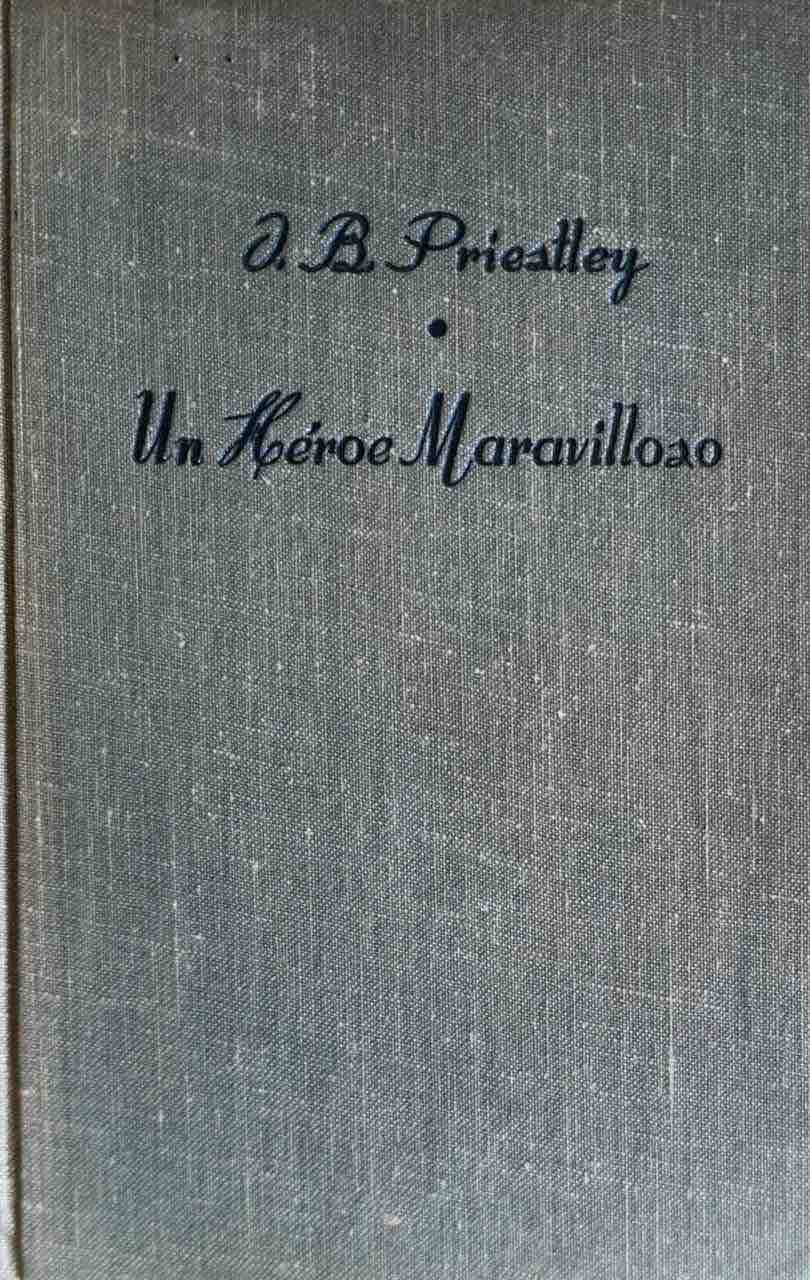 J. B. Priestley
•
Un Héroe Maravilloso